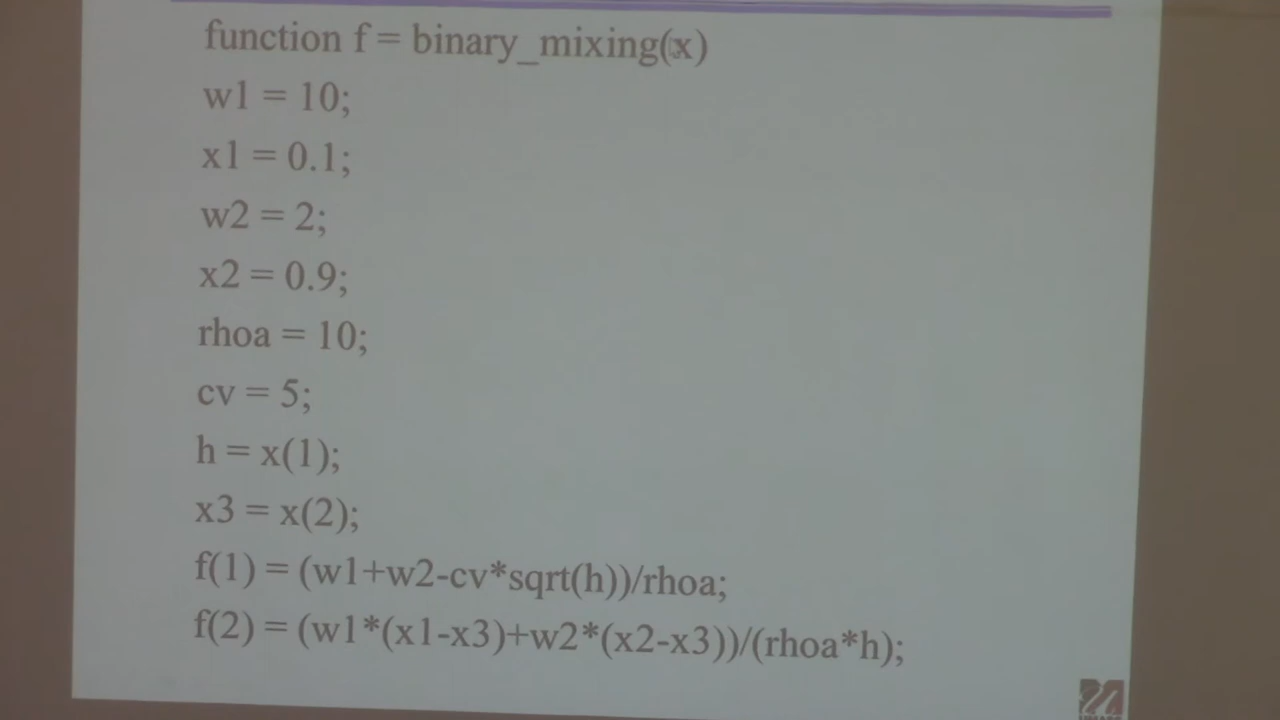 function f = binary_mixing(x)
w1 = 10;
x1 = 0.1;
w2 = 2;
x2 = 0.9;
rhoa = 10;
cv = 5;
h = x(1);
x3 = x(2);
f(1) = (w1+w2-cv*sqrt(h))/rhoa;
f(2) = (w1*(x1-x3)+w2*(x2-x3))/(rhoa*h);